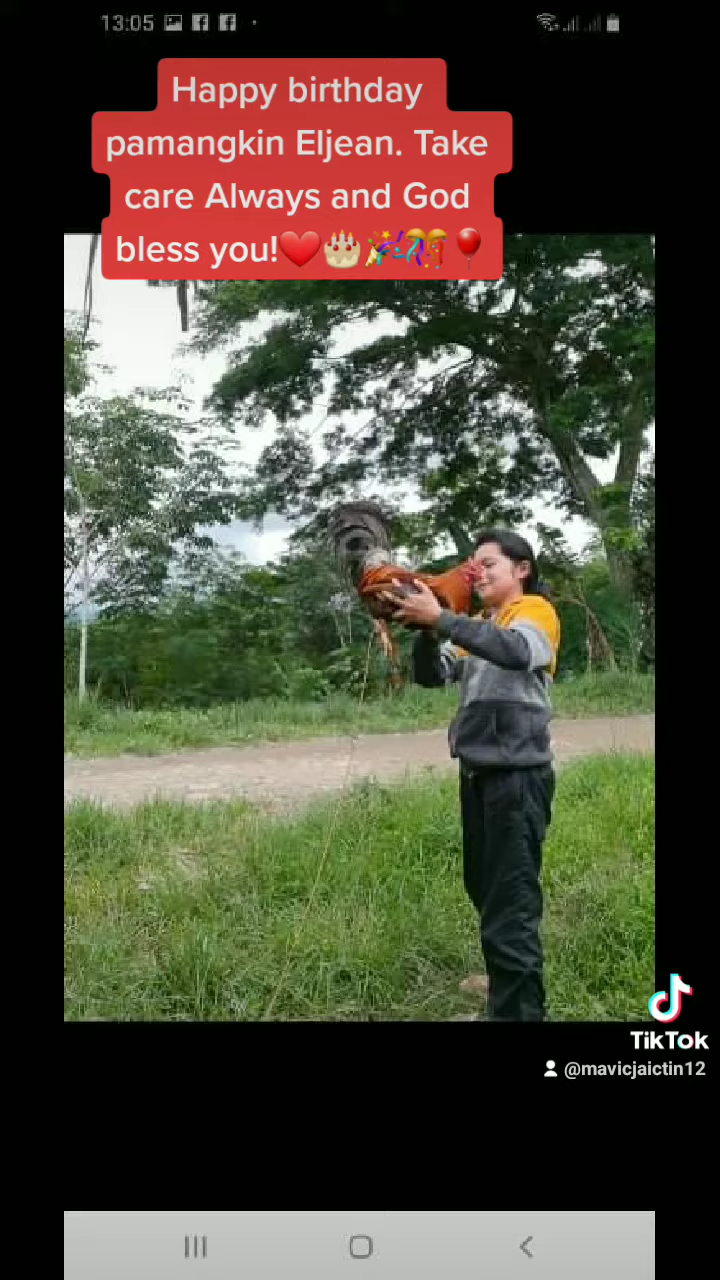 13:05
Happy birthday
pamangkin Eljean. Take
care Always and God
bless you!❤️🎂🎉🎊🎈
TikTok
@mavicjaictin12